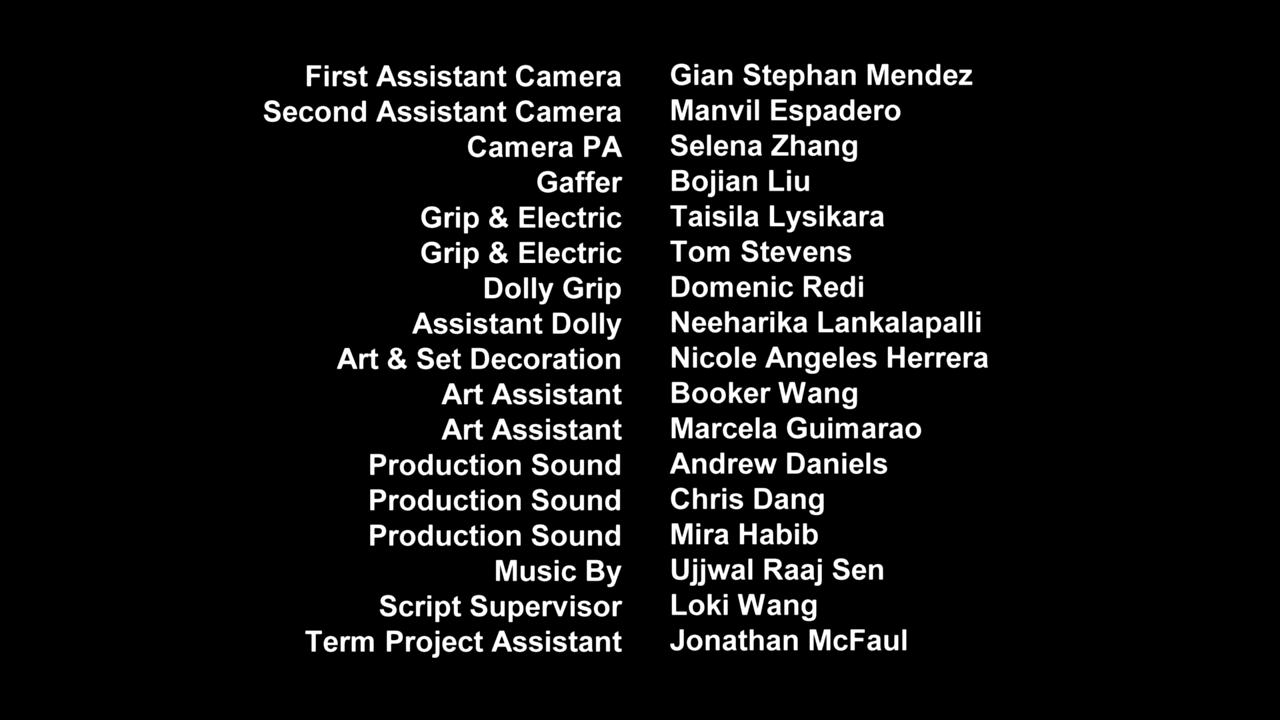 First Assistant Camera Gian Stephan Mendez
Second Assistant Camera Manvil Espadero
Camera PA Selena Zhang
Gaffer Bojian Liu
Grip & Electric Taisila Lysikara
Grip & Electric Tom Stevens
Dolly Grip Domenic Redi
Assistant Dolly Neeharika Lankalapalli
Art & Set Decoration Nicole Angeles Herrera
Art Assistant Booker Wang
Art Assistant Marcela Guimarao
Production Sound Andrew Daniels
Production Sound Chris Dang
Production Sound Mira Habib
Music By Ujjwal Raaj Sen
Script Supervisor Loki Wang
Term Project Assistant Jonathan McFaul